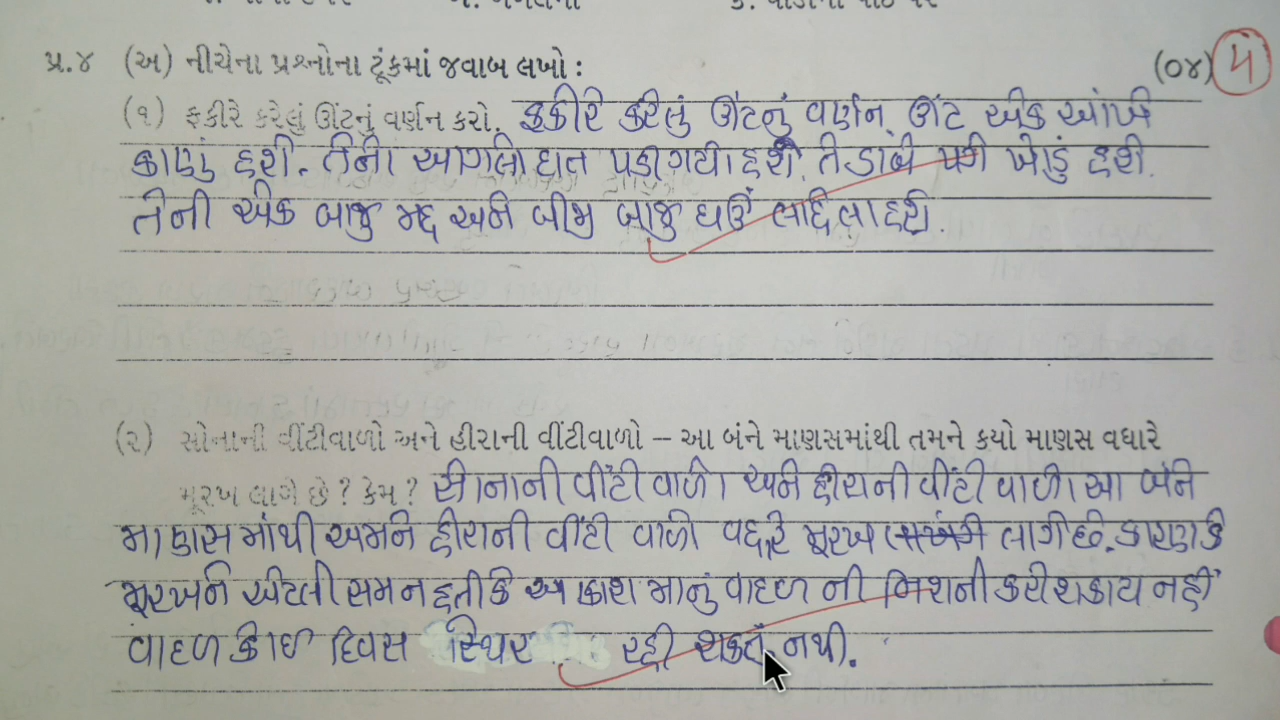 પ્ર.૪ (અ) નીચેના પ્રશ્નોના ટૂંકમાં જવાબ લખો : (૦૪) 4
(૧) ફકીરે કરેલું ઊંટનું વર્ણન કરો. ફકીરે કરેલું ઊંટનું વર્ણન ઊંટ એક આંખે
કાણું હશે. તેના આગલો દાત પડી ગયા હશે. તે ડાબે પગે ખોડું હશે.
તેની એક બાજુ મદ્દ અને બીજી બાજુ ઘઉં લાદેલા હશે.
(૨) સોનાની વીંટીવાળો અને હીરાની વીંટીવાળો – આ બંને માણસમાંથી તમને કયો માણસ વધારે
મૂરખ લાગે છે ? કેમ ? સોનાની વીંટી વાળો અને હીરાની વીંટી વાળો આ બંને
માણસ માંથી અમને હીરાની વીંટી વાળો વધારે મૂરખ લાગે છે. કારણ કે
મૂરખને એટલી સમજ ન હતી કે આકાશ માનું વાદળ ની નિશાની કરી શકાય નહીં
વાદળ કોઈ દિવસ સ્થિર રહી શકતું નથી.